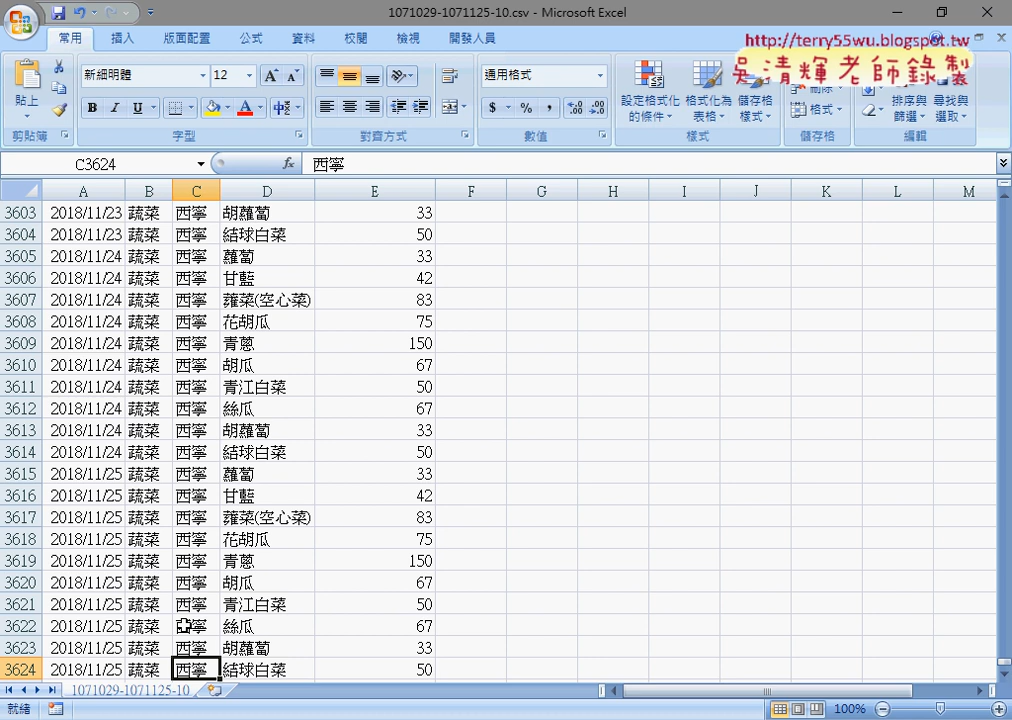 1071029-1071125-10.csv - Microsoft Excel
常用 插入 版面配置 公式 資料 校閱 檢視 開發人員
http://terry55wu.blogspot.tw
吳清輝老師錄製
貼上
新細明體 12
B I U
通用格式
$ % ,
設定格式化的條件
格式化為表格
儲存格樣式
刪除
格式
排序與篩選
尋找與選取
剪貼簿 字型 對齊方式 數值 樣式 儲存格 編輯
C3624 fx 西寧
A B C D E F G H I J K L M
3603 2018/11/23 蔬菜 西寧 胡蘿蔔 33
3604 2018/11/23 蔬菜 西寧 結球白菜 50
3605 2018/11/24 蔬菜 西寧 蘿蔔 33
3606 2018/11/24 蔬菜 西寧 甘藍 42
3607 2018/11/24 蔬菜 西寧 蕹菜(空心菜) 83
3608 2018/11/24 蔬菜 西寧 花胡瓜 75
3609 2018/11/24 蔬菜 西寧 青蔥 150
3610 2018/11/24 蔬菜 西寧 胡瓜 67
3611 2018/11/24 蔬菜 西寧 青江白菜 50
3612 2018/11/24 蔬菜 西寧 絲瓜 67
3613 2018/11/24 蔬菜 西寧 胡蘿蔔 33
3614 2018/11/24 蔬菜 西寧 結球白菜 50
3615 2018/11/25 蔬菜 西寧 蘿蔔 33
3616 2018/11/25 蔬菜 西寧 甘藍 42
3617 2018/11/25 蔬菜 西寧 蕹菜(空心菜) 83
3618 2018/11/25 蔬菜 西寧 花胡瓜 75
3619 2018/11/25 蔬菜 西寧 青蔥 150
3620 2018/11/25 蔬菜 西寧 胡瓜 67
3621 2018/11/25 蔬菜 西寧 青江白菜 50
3622 2018/11/25 蔬菜 西寧 絲瓜 67
3623 2018/11/25 蔬菜 西寧 胡蘿蔔 33
3624 2018/11/25 蔬菜 西寧 結球白菜 50
1071029-1071125-10
就緒 100%